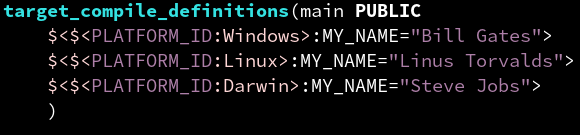 target_compile_definitions(main PUBLIC
$<$<PLATFORM_ID:Windows>:MY_NAME="Bill Gates">
$<$<PLATFORM_ID:Linux>:MY_NAME="Linus Torvalds">
$<$<PLATFORM_ID:Darwin>:MY_NAME="Steve Jobs">
)